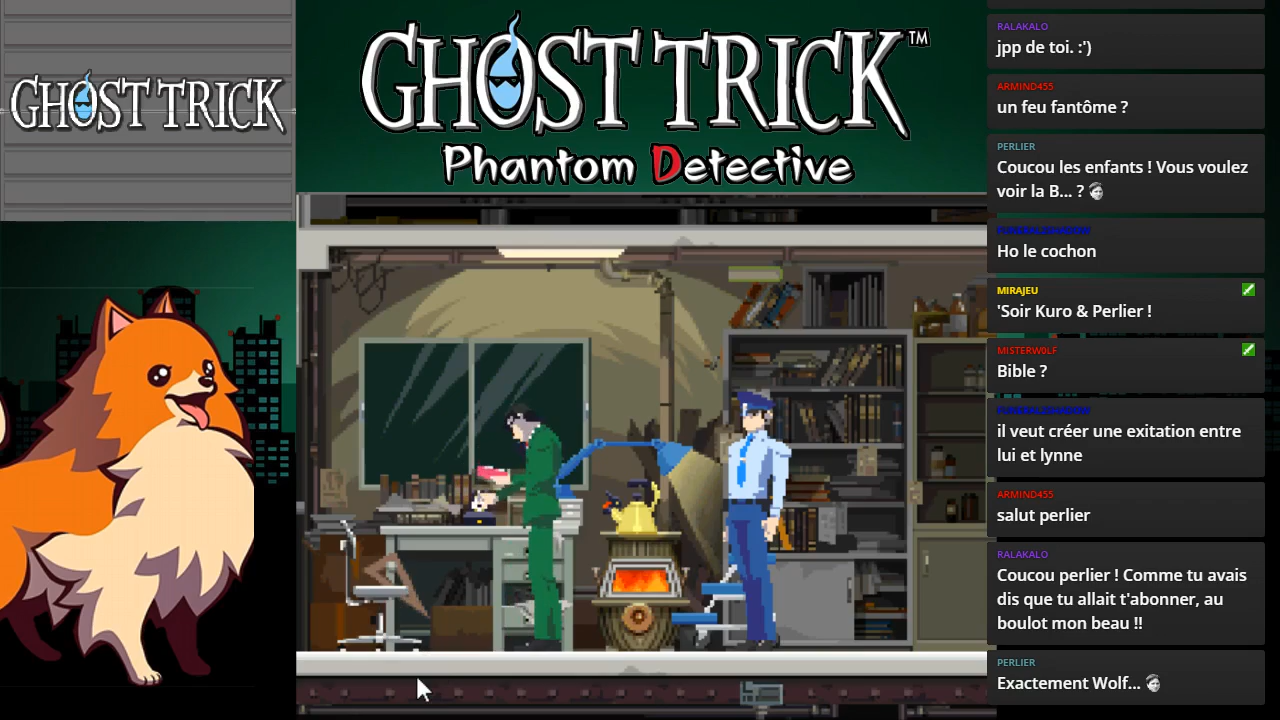 GHOST TRICK
GHOST TRICK™
Phantom Detective
RALAKALO
jpp de toi. :')
ARMIND455
un feu fantôme ?
PERLIER
Coucou les enfants ! Vous voulez
voir la B... ?
Ho le cochon
MIRAJEU
'Soir Kuro & Perlier !
MISTERW0LF
Bible ?
il veut créer une exitation entre
lui et lynne
ARMIND455
salut perlier
RALAKALO
Coucou perlier ! Comme tu avais
dis que tu allait t'abonner, au
boulot mon beau !!
PERLIER
Exactement Wolf...